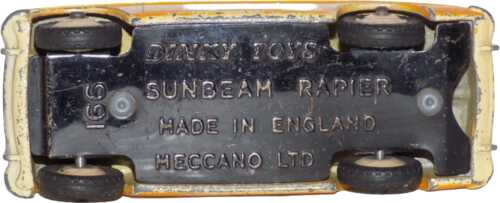 DINKY TOYS
166
SUNBEAM RAPIER
MADE IN ENGLAND
MECCANO LTD